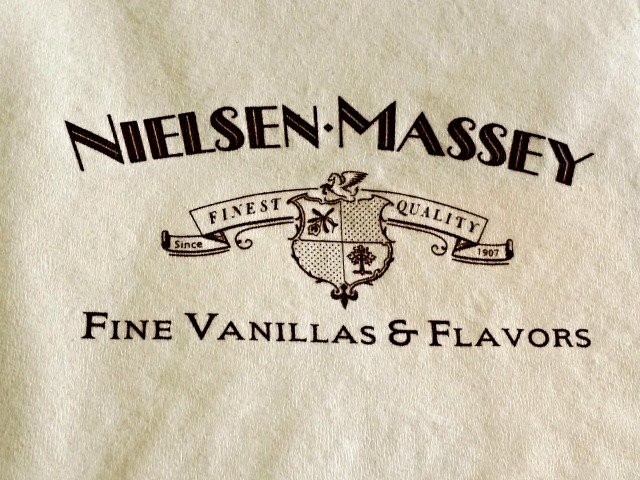 NIELSEN·MASSEY
FINEST QUALITY
Since 1907
FINE VANILLAS & FLAVORS